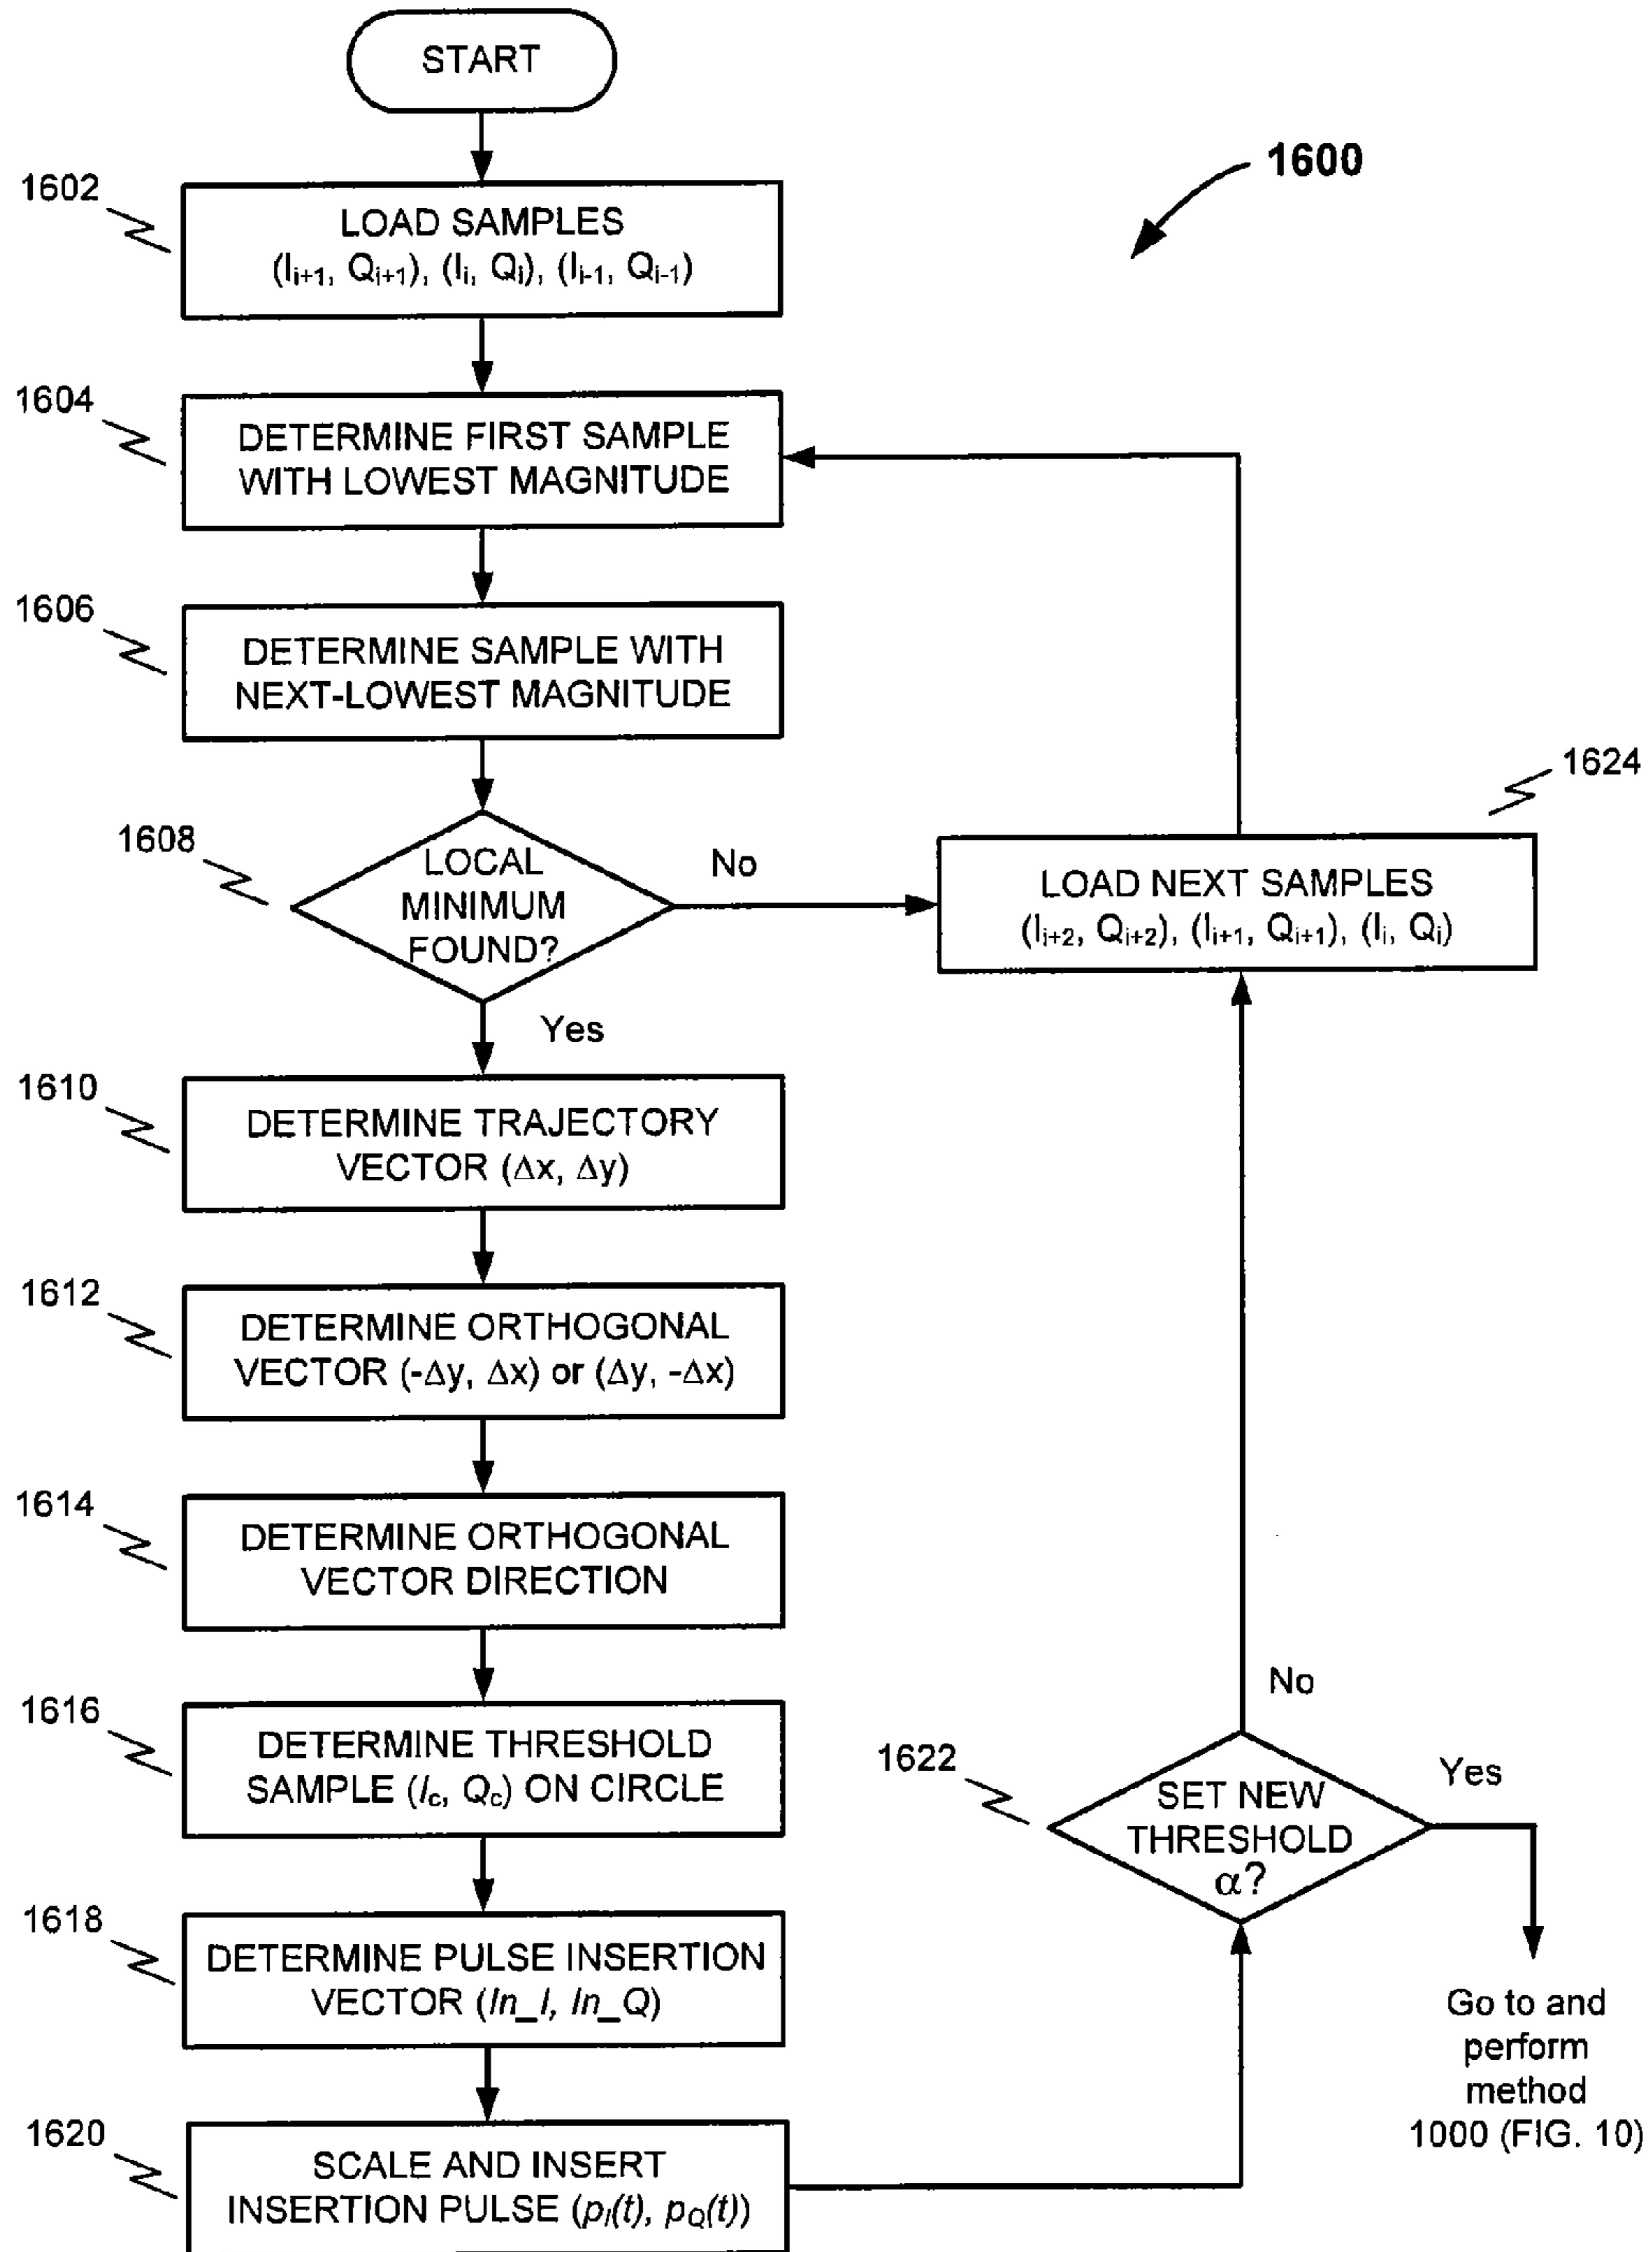 START
1600
1602
LOAD SAMPLES
(Iᵢ₊₁, Qᵢ₊₁), (Iᵢ, Qᵢ), (Iᵢ₋₁, Qᵢ₋₁)
1604
DETERMINE FIRST SAMPLE
WITH LOWEST MAGNITUDE
1606
DETERMINE SAMPLE WITH
NEXT-LOWEST MAGNITUDE
1608
LOCAL
MINIMUM
FOUND?
No
Yes
1624
LOAD NEXT SAMPLES
(Iᵢ₊₂, Qᵢ₊₂), (Iᵢ₊₁, Qᵢ₊₁), (Iᵢ, Qᵢ)
1610
DETERMINE TRAJECTORY
VECTOR (Δx, Δy)
1612
DETERMINE ORTHOGONAL
VECTOR (-Δy, Δx) or (Δy, -Δx)
1614
DETERMINE ORTHOGONAL
VECTOR DIRECTION
1616
DETERMINE THRESHOLD
SAMPLE (I_c, Q_c) ON CIRCLE
1618
DETERMINE PULSE INSERTION
VECTOR (In_I, In_Q)
1620
SCALE AND INSERT
INSERTION PULSE (p_I(t), p_Q(t))
1622
SET NEW
THRESHOLD
α?
No
Yes
Go to and
perform
method
1000 (FIG. 10)